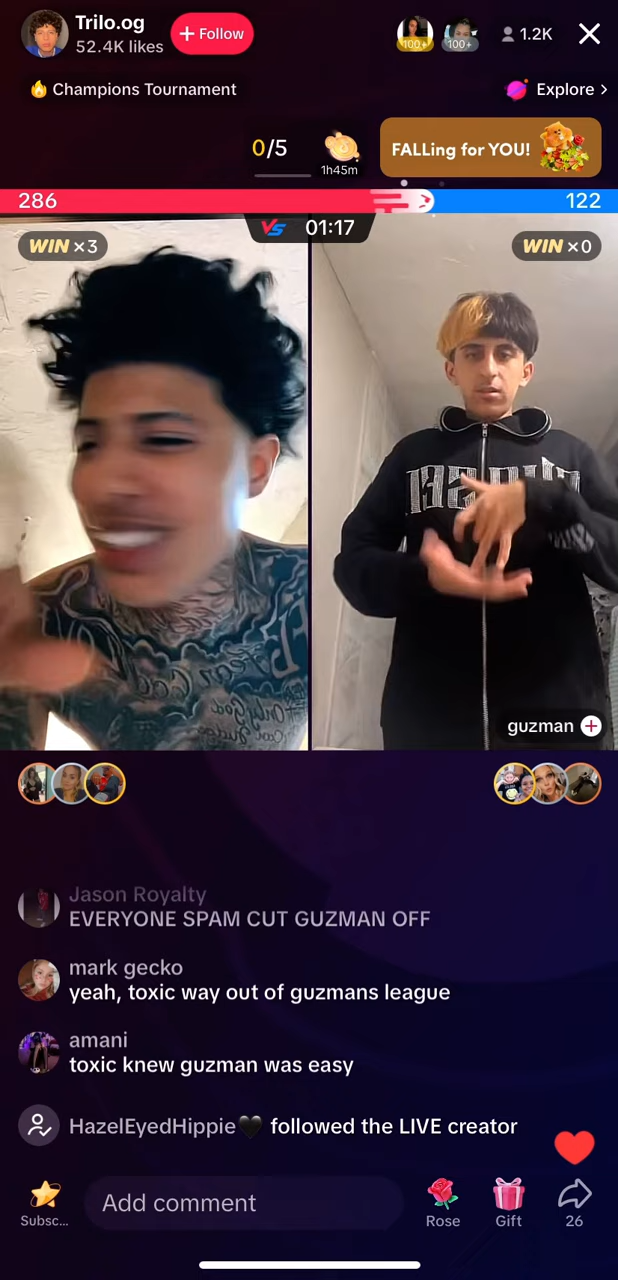 Trilo.og
52.4K likes
+ Follow
100+
100+
1.2K
Champions Tournament
Explore >
0/5
1h45m
FALLing for YOU!
286
122
VS 01:17
WIN ×3
WIN ×0
Only God
guzman
Jason Royalty
EVERYONE SPAM CUT GUZMAN OFF
mark gecko
yeah, toxic way out of guzmans league
amani
toxic knew guzman was easy
HazelEyedHippie🖤 followed the LIVE creator
Subsc...
Add comment
Rose
Gift
26